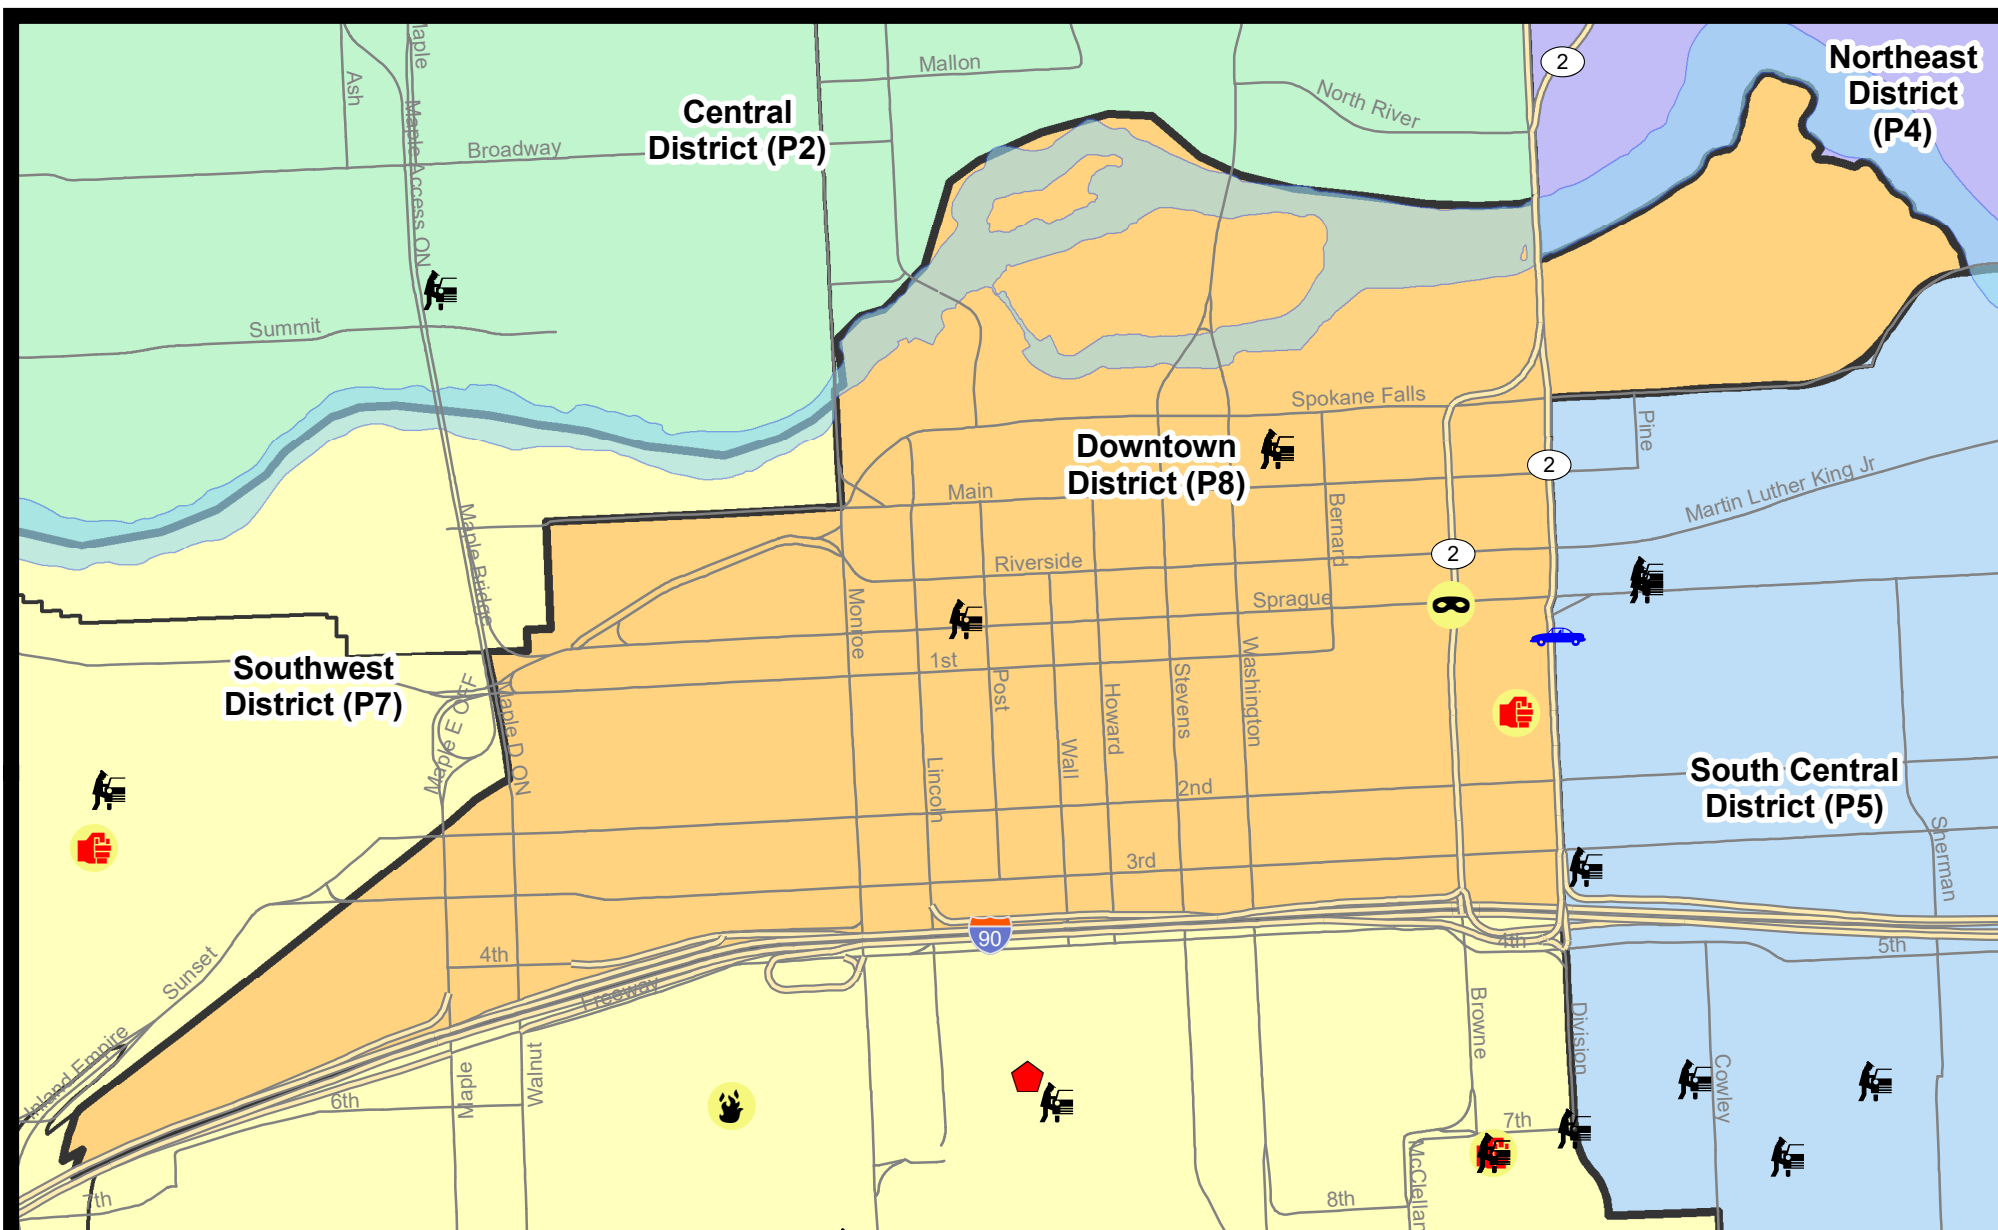 Maple
Ash
Maple Access ON
Mallon
Broadway
North River
2
Central
District (P2)
Northeast
District
(P4)
Summit
Spokane Falls
Pine
Downtown
District (P8)
2
Main
Bernard
Martin Luther King Jr
Maple Bridge
Riverside
2
Monroe
Sprague
Southwest
District (P7)
1st
Post
Howard
Stevens
Washington
Maple E OFF
Maple D ON
Wall
Lincoln
2nd
South Central
District (P5)
3rd
Sherman
90
4th
4th
5th
Sunset
Freeway
Inland Empire
Browne
Division
Cowley
Maple
Walnut
6th
7th
7th
McClellan
8th